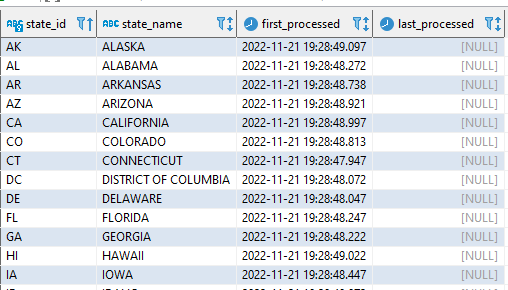 state_id state_name first_processed last_processed
AK ALASKA 2022-11-21 19:28:49.097 [NULL]
AL ALABAMA 2022-11-21 19:28:48.272 [NULL]
AR ARKANSAS 2022-11-21 19:28:48.738 [NULL]
AZ ARIZONA 2022-11-21 19:28:48.921 [NULL]
CA CALIFORNIA 2022-11-21 19:28:48.997 [NULL]
CO COLORADO 2022-11-21 19:28:48.813 [NULL]
CT CONNECTICUT 2022-11-21 19:28:47.947 [NULL]
DC DISTRICT OF COLUMBIA 2022-11-21 19:28:48.072 [NULL]
DE DELAWARE 2022-11-21 19:28:48.047 [NULL]
FL FLORIDA 2022-11-21 19:28:48.247 [NULL]
GA GEORGIA 2022-11-21 19:28:48.222 [NULL]
HI HAWAII 2022-11-21 19:28:49.022 [NULL]
IA IOWA 2022-11-21 19:28:48.447 [NULL]